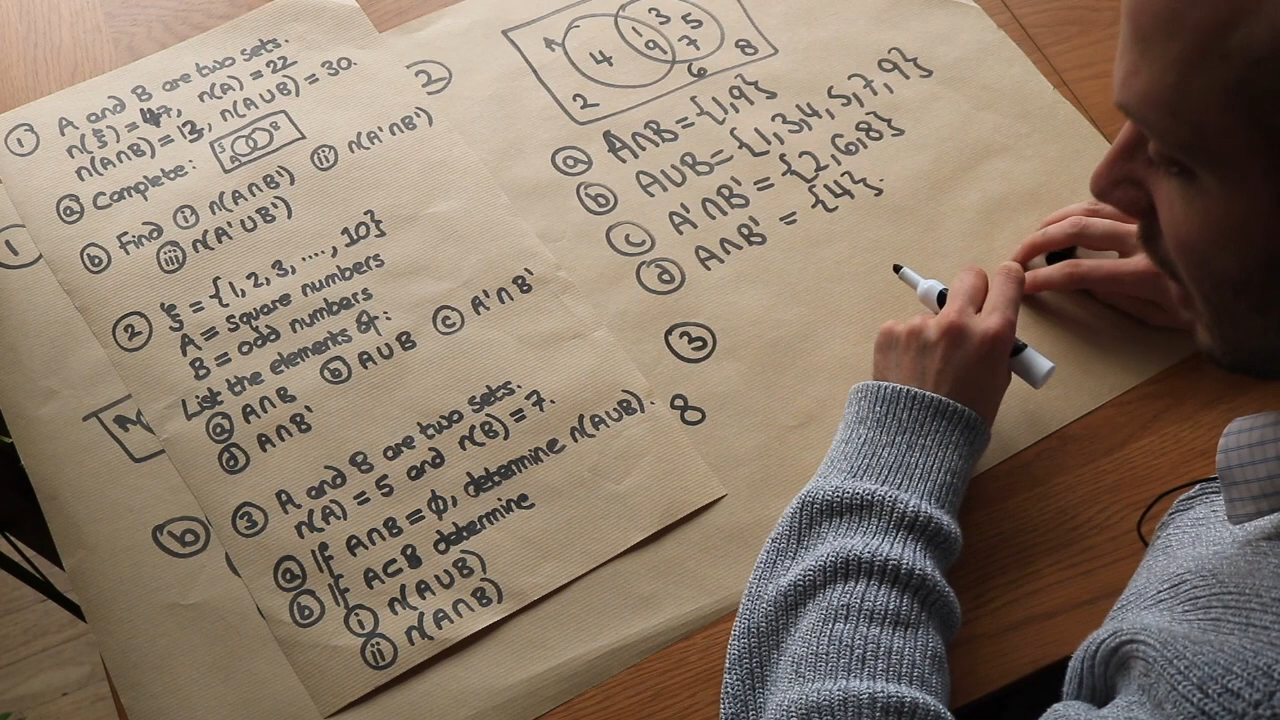 ① A and B are two sets.
n(ξ) = 47, n(A) = 22
n(A∩B) = 13, n(A∪B) = 30.
ⓐ Complete: ξ A B
ⓑ Find ⓘ n(A∩B') ⓘⓘ n(A'∩B')
ⓘⓘⓘ n(A'∪B')
② ξ = {1, 2, 3, ...., 10}
A = square numbers
B = odd numbers
List the elements of:
ⓐ A∩B ⓑ A∪B ⓒ A'∩B'
ⓓ A∩B'
③ A and B are two sets.
n(A) = 5 and n(B) = 7.
ⓐ If A∩B = ϕ, determine n(A∪B).
ⓑ If A⊂B determine
ⓘ n(A∪B)
ⓘⓘ n(A∩B)
1
ⓑ
2
4 1 9 3 5 7
2 6 8
ⓐ A∩B = {1,9}
ⓑ A∪B = {1,3,4,5,7,9}
ⓒ A'∩B' = {2,6,8}
ⓓ A∩B' = {4}.
③
8